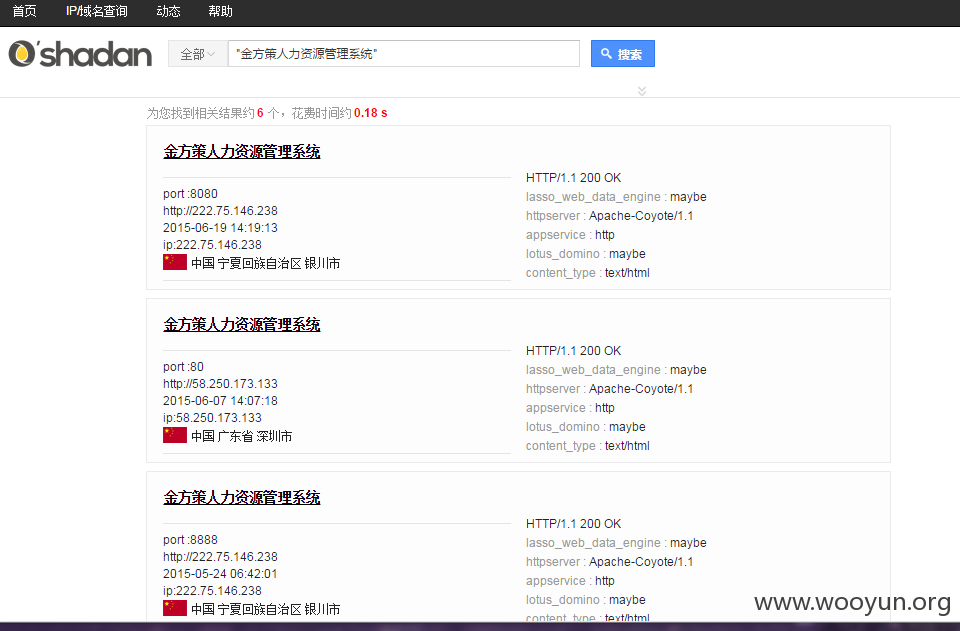 首页 IP/域名查询 动态 帮助
O'shadan 全部 "金方策人力资源管理系统" 搜索
为您找到相关结果约 6 个，花费时间约 0.18 s
金方策人力资源管理系统
port :8080
http://222.75.146.238
2015-06-19 14:19:13
ip:222.75.146.238
中国 宁夏回族自治区 银川市
HTTP/1.1 200 OK
lasso_web_data_engine : maybe
httpserver : Apache-Coyote/1.1
appservice : http
lotus_domino : maybe
content_type : text/html
金方策人力资源管理系统
port :80
http://58.250.173.133
2015-06-07 14:07:18
ip:58.250.173.133
中国 广东省 深圳市
HTTP/1.1 200 OK
lasso_web_data_engine : maybe
httpserver : Apache-Coyote/1.1
appservice : http
lotus_domino : maybe
content_type : text/html
金方策人力资源管理系统
port :8888
http://222.75.146.238
2015-05-24 06:42:01
ip:222.75.146.238
中国 宁夏回族自治区 银川市
HTTP/1.1 200 OK
lasso_web_data_engine : maybe
httpserver : Apache-Coyote/1.1
appservice : http
lotus_domino : maybe
content_type : text/html
www.wooyun.org